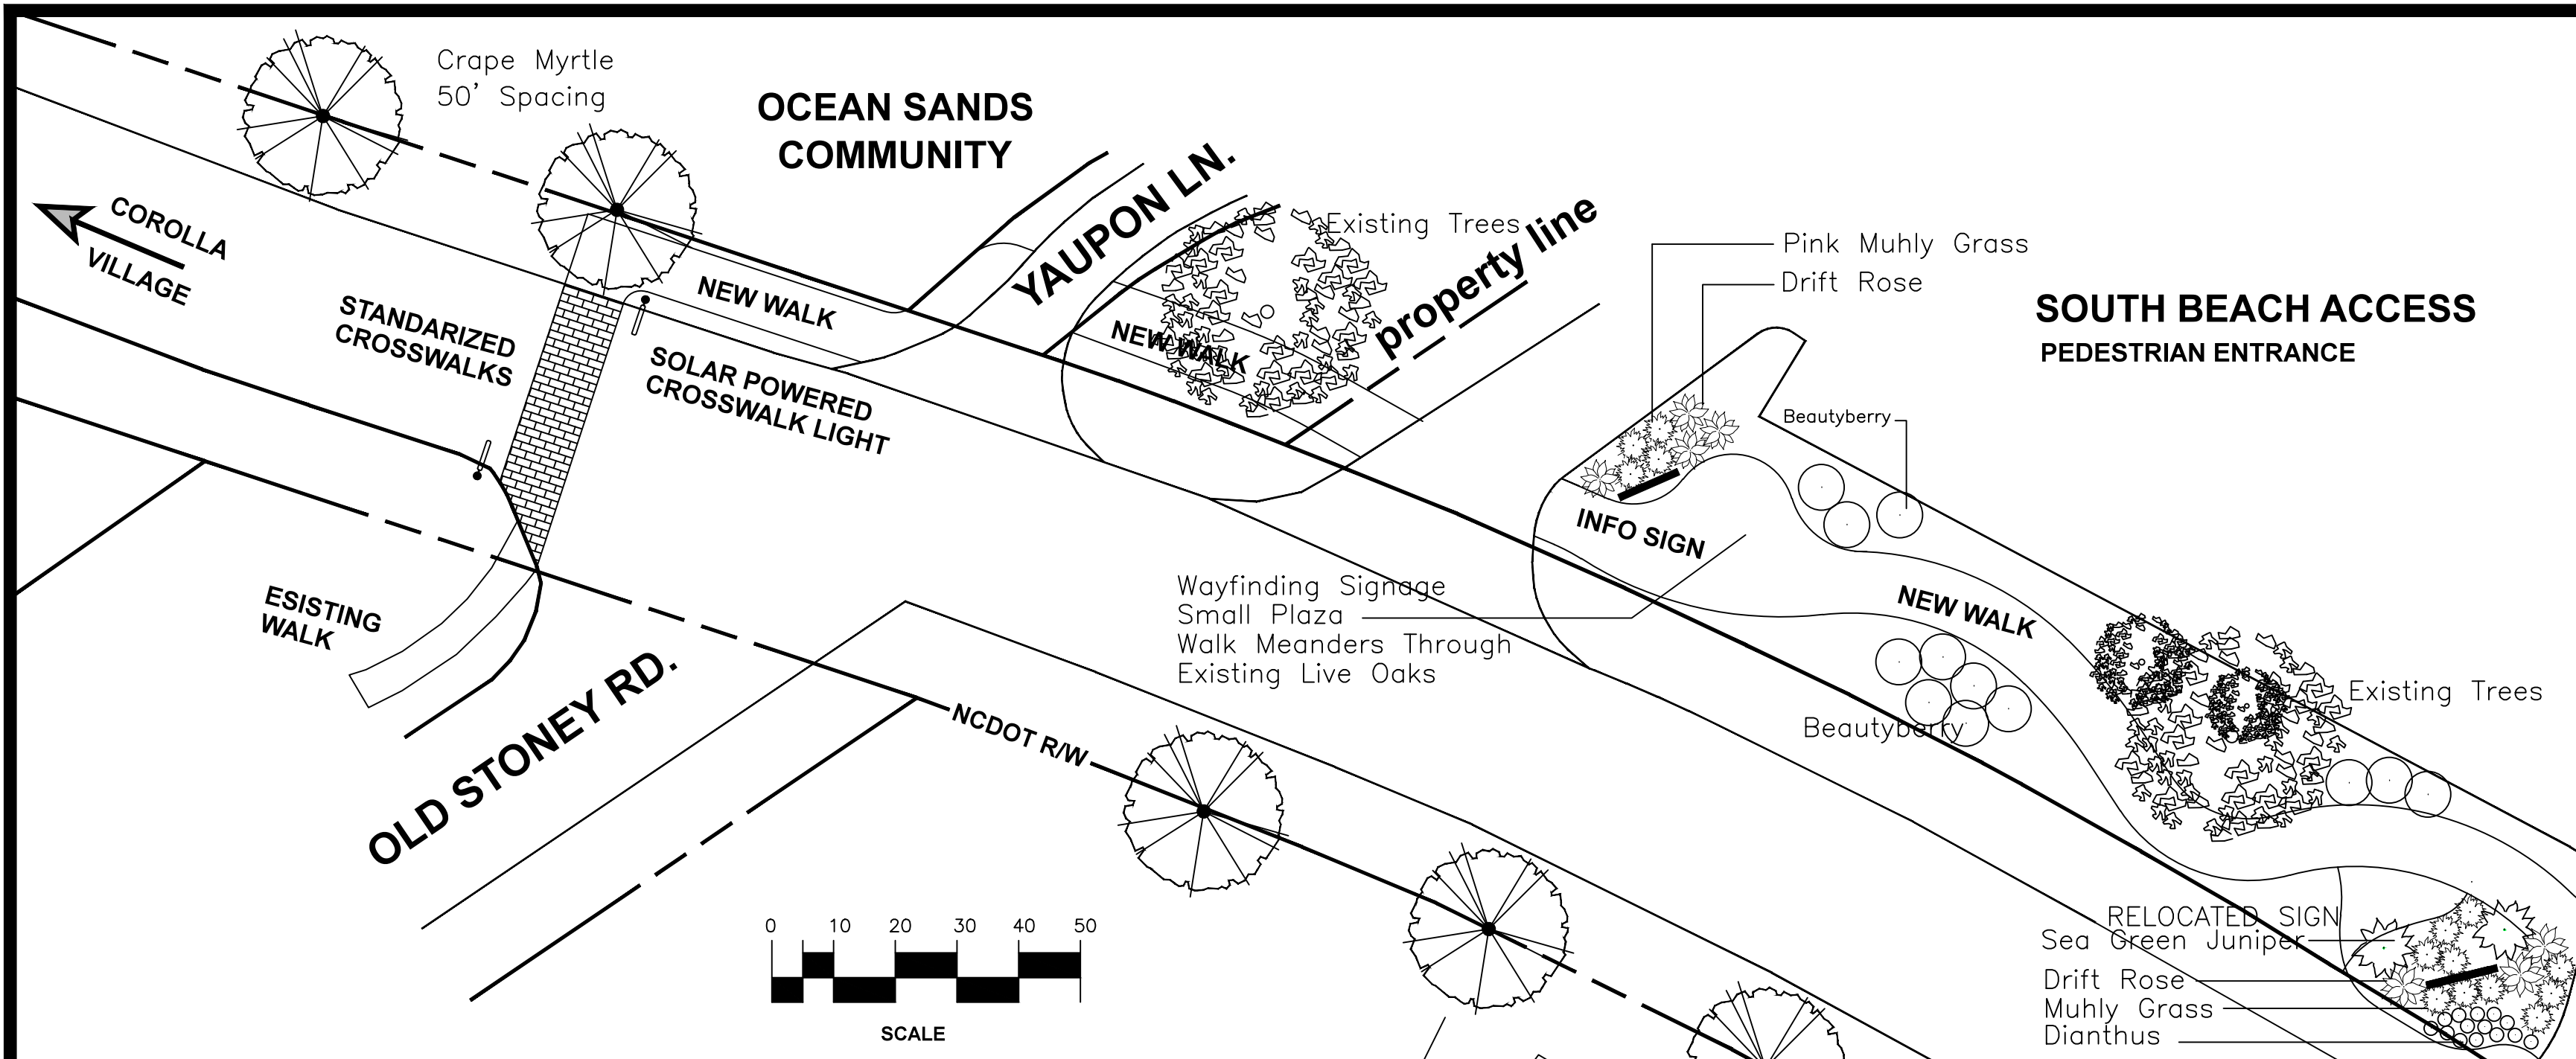 Crape Myrtle
50' Spacing
OCEAN SANDS
COMMUNITY
YAUPON LN.
Existing Trees
property line
Pink Muhly Grass
Drift Rose
SOUTH BEACH ACCESS
PEDESTRIAN ENTRANCE
COROLLA
VILLAGE
STANDARIZED
CROSSWALKS
NEW WALK
SOLAR POWERED
CROSSWALK LIGHT
NEW WALK
Beautyberry
INFO SIGN
Wayfinding Signage
Small Plaza
Walk Meanders Through
Existing Live Oaks
NEW WALK
ESISTING
WALK
OLD STONEY RD.
NCDOT R/W
Beautyberry
Existing Trees
0 10 20 30 40 50
SCALE
RELOCATED SIGN
Sea Green Juniper
Drift Rose
Muhly Grass
Dianthus